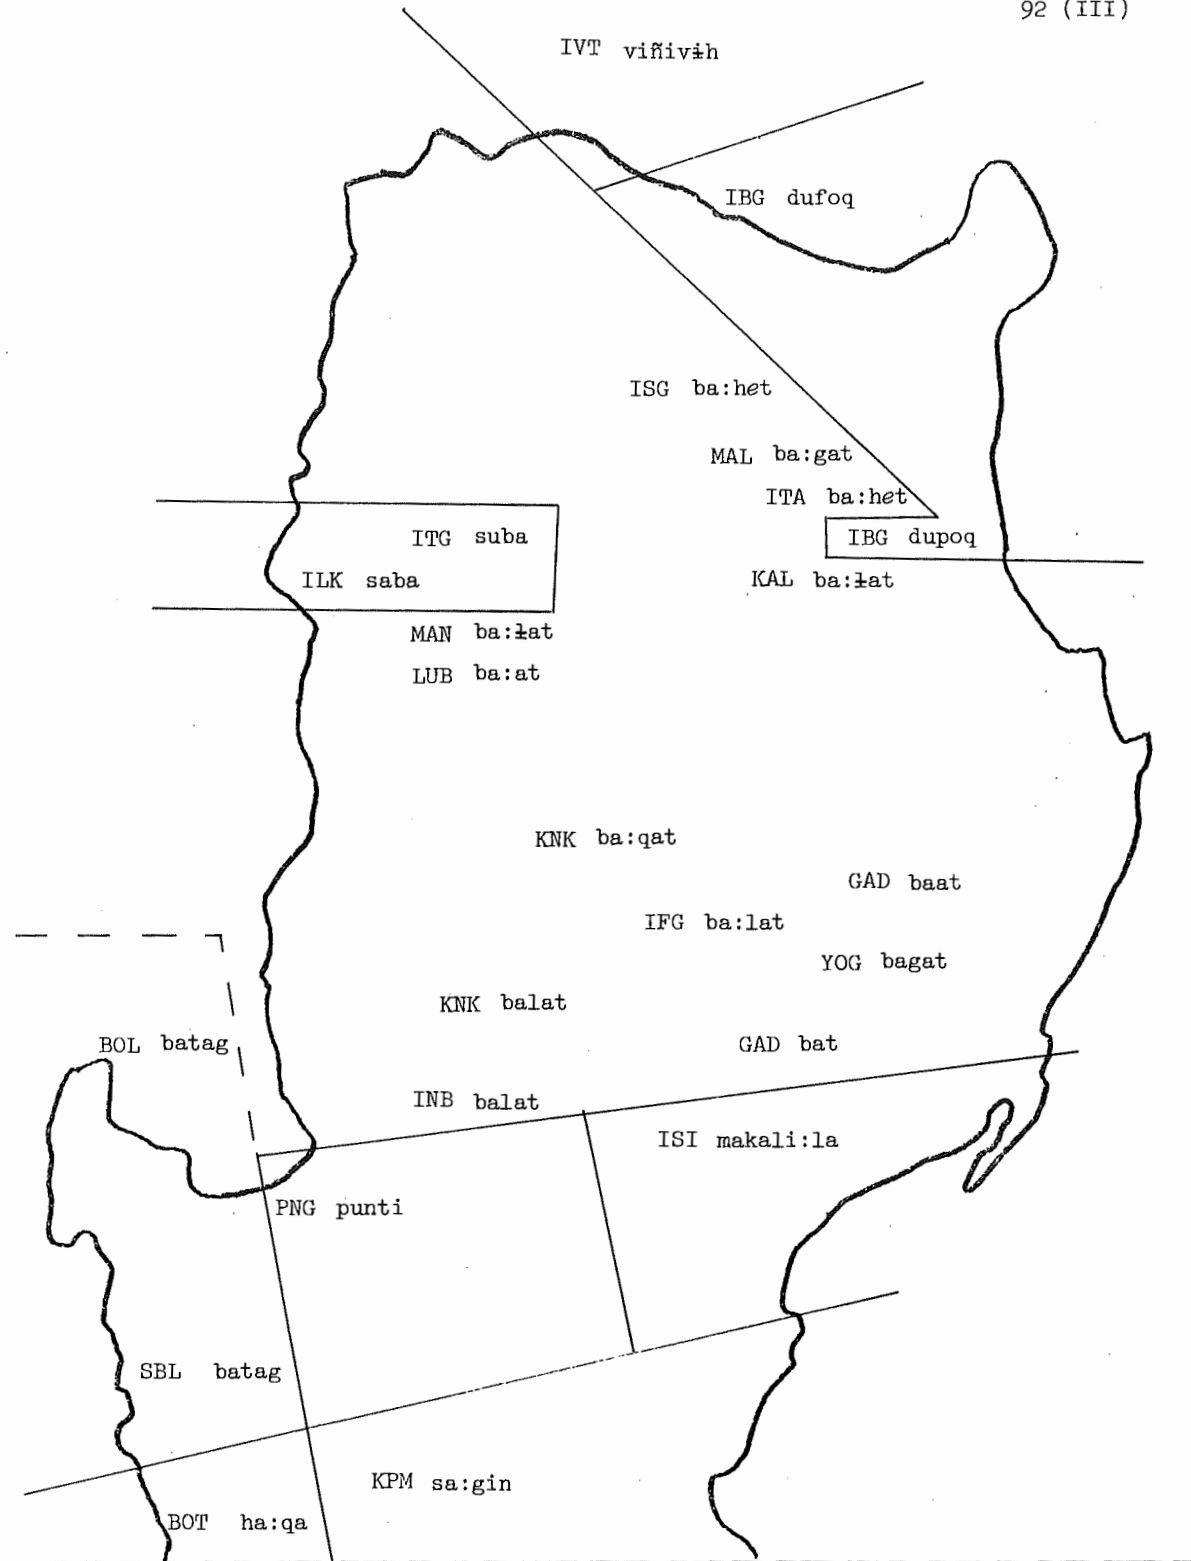 92 (III)
IVT viñivɨh
IBG dufoq
ISG ba:het
MAL ba:gat
ITA ba:het
ITG suba
IBG dupoq
ILK saba
KAL ba:ɫat
MAN ba:ɫat
LUB ba:at
KNK ba:qat
GAD baat
IFG ba:lat
YOG bagat
KNK balat
BOL batag
GAD bat
INB balat
ISI makali:la
PNG punti
SBL batag
KPM sa:gin
BOT ha:qa